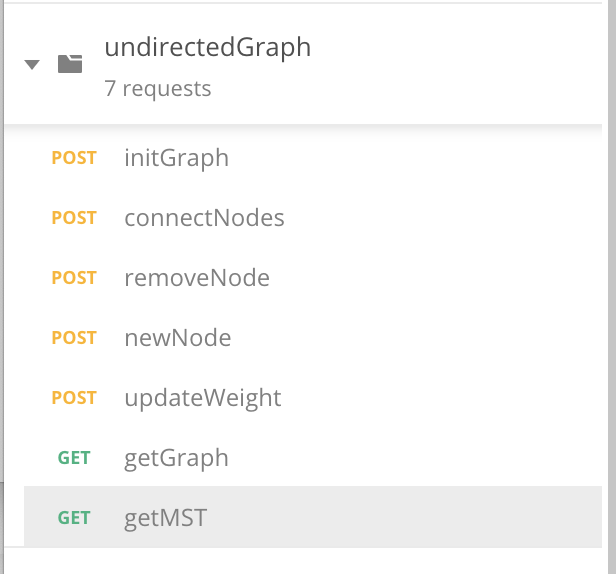 undirectedGraph
7 requests
POST initGraph
POST connectNodes
POST removeNode
POST newNode
POST updateWeight
GET getGraph
GET getMST